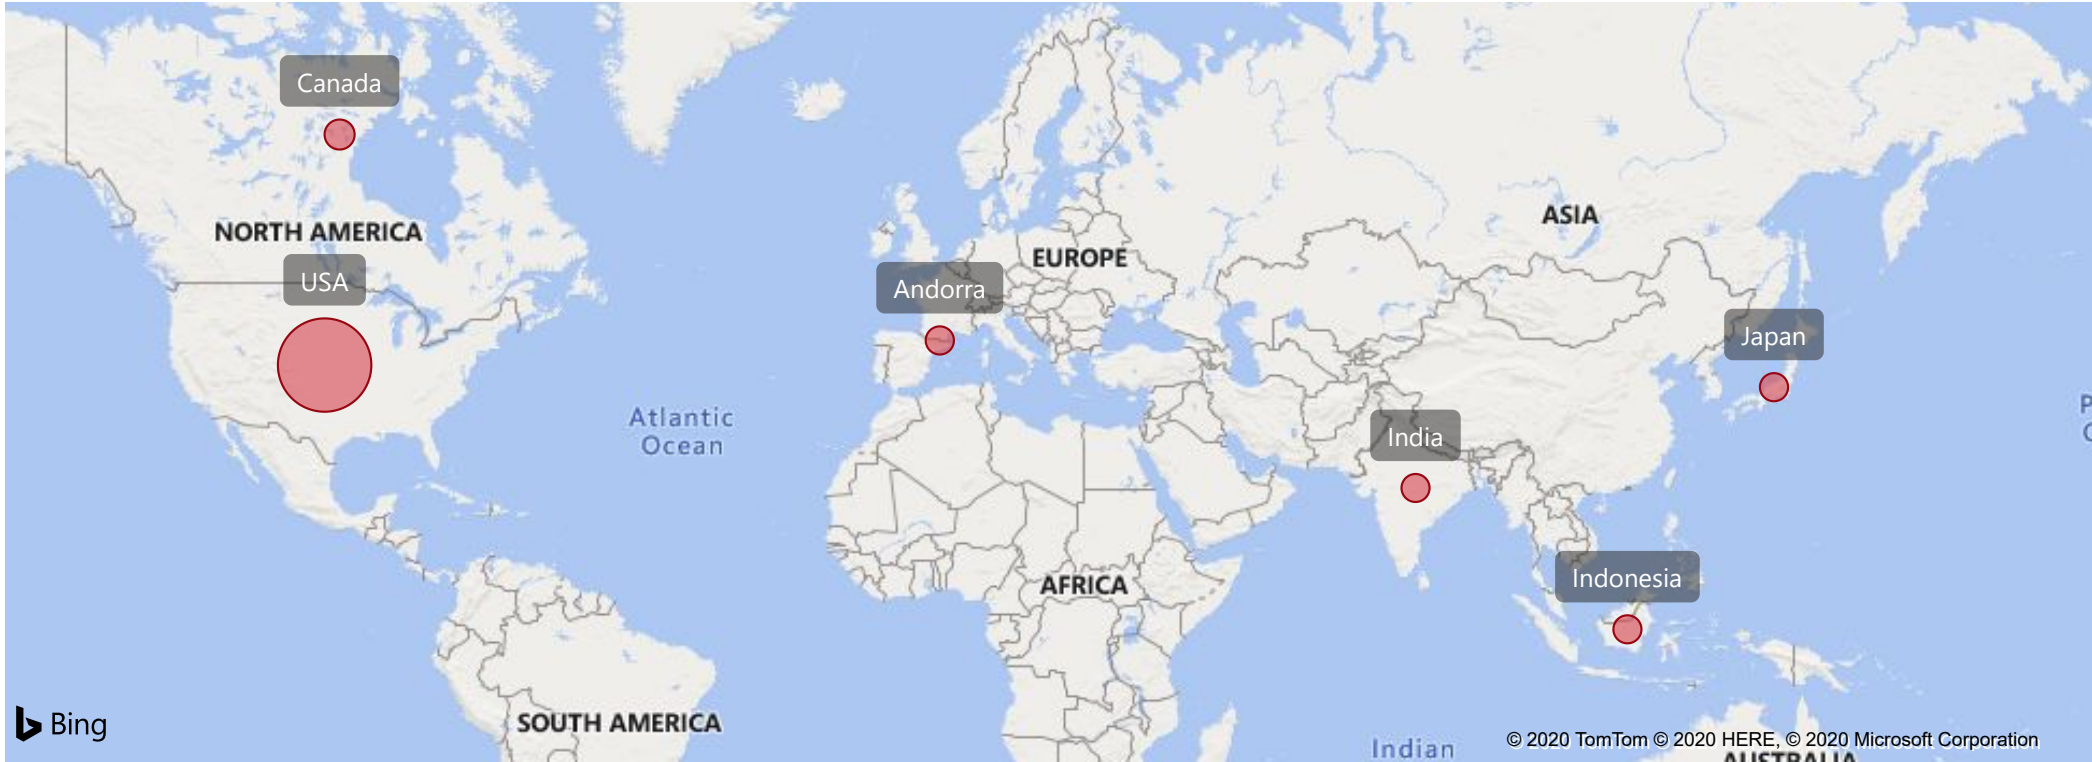 Canada
NORTH AMERICA
ASIA
EUROPE
USA
Andorra
Japan
Atlantic
Ocean
India
Indonesia
AFRICA
SOUTH AMERICA
Bing
Indian
© 2020 TomTom © 2020 HERE, © 2020 Microsoft Corporation